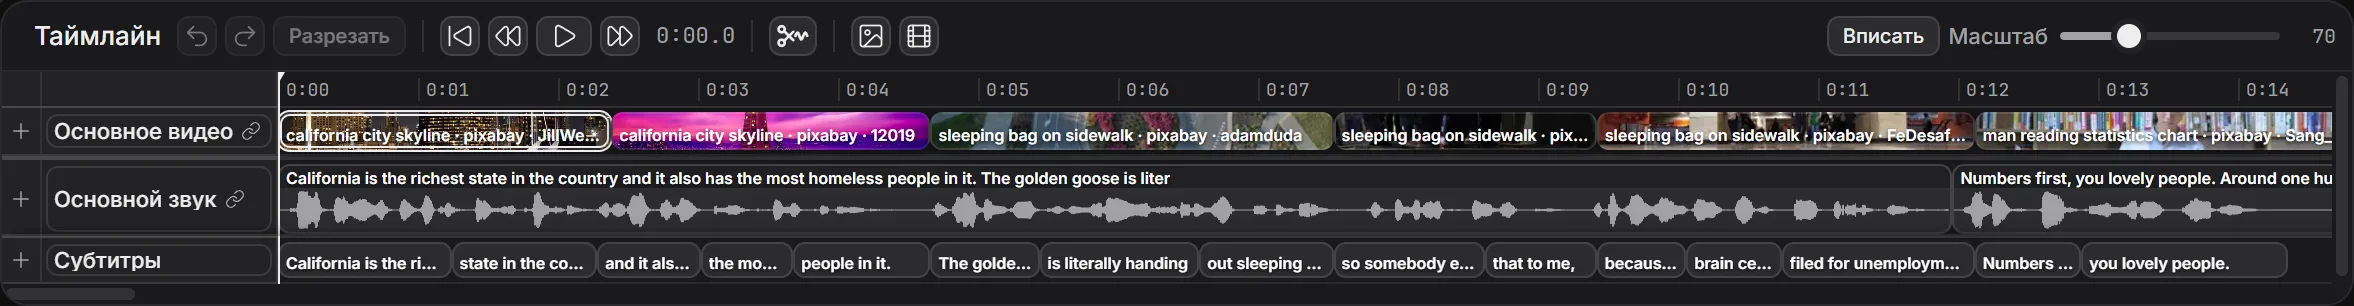 Таймлайн Разрезать 0:00.0 Вписать Масштаб 70
0:00 0:01 0:02 0:03 0:04 0:05 0:06 0:07 0:08 0:09 0:10 0:11 0:12 0:13 0:14
Основное видео california city skyline · pixabay · JillWe... california city skyline · pixabay · 12019 sleeping bag on sidewalk · pixabay · adamduda sleeping bag on sidewalk · pix... sleeping bag on sidewalk · pixabay · FeDesaf... man reading statistics chart · pixabay · Sang_
California is the richest state in the country and it also has the most homeless people in it. The golden goose is liter Numbers first, you lovely people. Around one hu
Основной звук
Субтитры California is the ri... state in the co... and it als... the mo... people in it. The golde... is literally handing out sleeping ... so somebody e... that to me, becaus... brain ce... filed for unemploym... Numbers ... you lovely people.